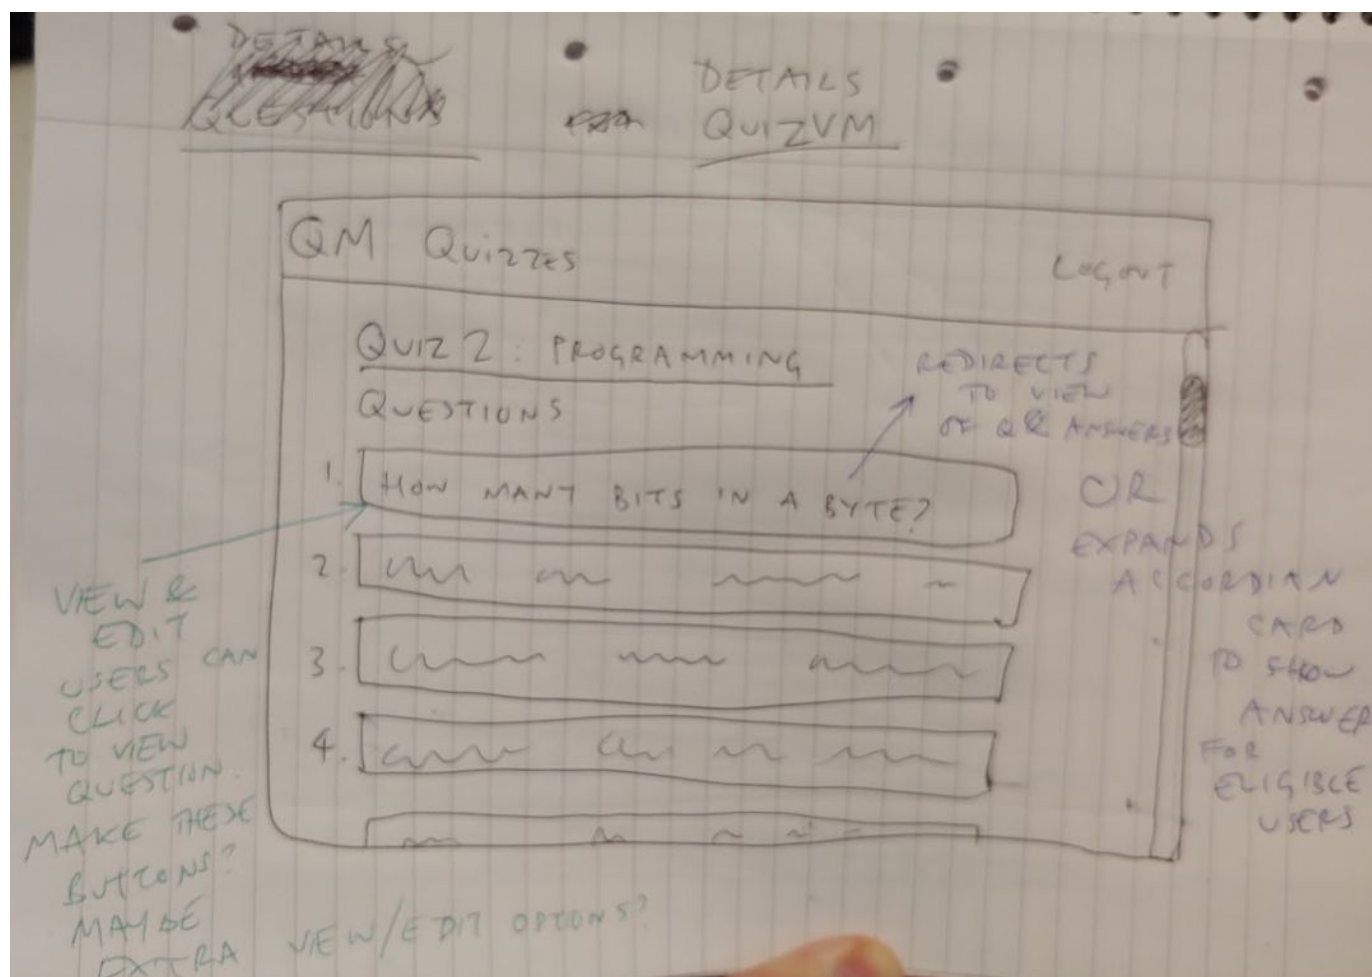 DETAILS
QUESTIONS
DETAILS
QUIZVM
QM QUIZZES
LOGOUT
QUIZ 2: PROGRAMMING
QUESTIONS
1. HOW MANY BITS IN A BYTE?
2.
3.
4.
REDIRECTS
TO VIEW
OF Q & ANSWERS
OR
EXPANDS
ACCORDIAN
CARD
TO SHOW
ANSWER
FOR
ELIGIBLE
USERS
VIEW &
EDIT
USERS CAN
CLICK
TO VIEW
QUESTION.
MAKE THESE
BUTTONS?
MAYBE
EXTRA VIEW/EDIT OPTIONS?